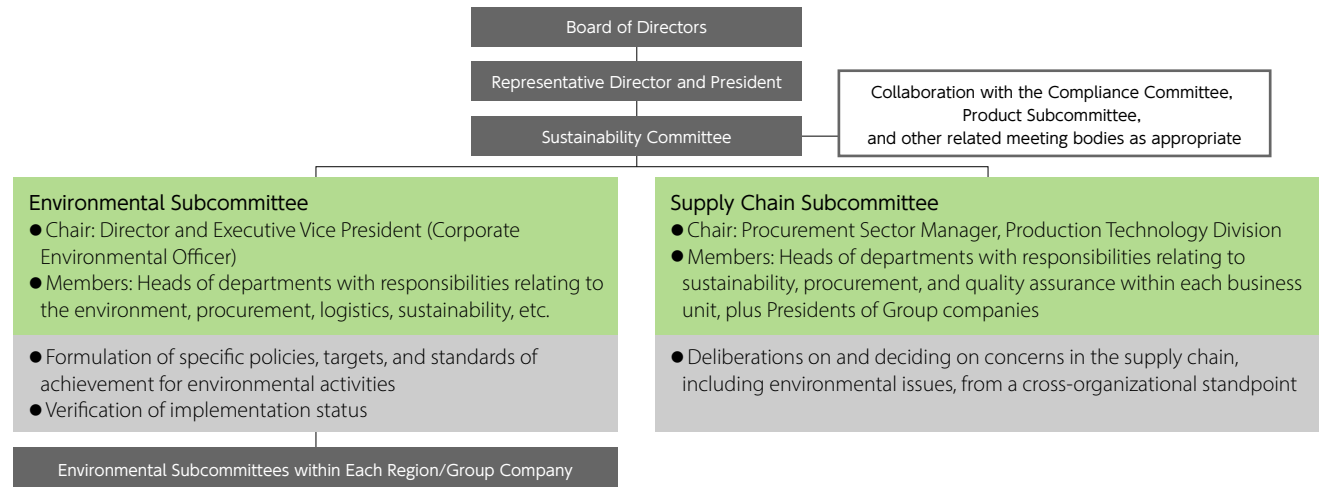 Board of Directors
Representative Director and President
Sustainability Committee
Collaboration with the Compliance Committee,
Product Subcommittee,
and other related meeting bodies as appropriate
Environmental Subcommittee
● Chair: Director and Executive Vice President (Corporate
Environmental Officer)
● Members: Heads of departments with responsibilities relating to
the environment, procurement, logistics, sustainability, etc.
● Formulation of specific policies, targets, and standards of
achievement for environmental activities
● Verification of implementation status
Environmental Subcommittees within Each Region/Group Company
Supply Chain Subcommittee
● Chair: Procurement Sector Manager, Production Technology Division
● Members: Heads of departments with responsibilities relating to
sustainability, procurement, and quality assurance within each business
unit, plus Presidents of Group companies
● Deliberations on and deciding on concerns in the supply chain,
including environmental issues, from a cross-organizational standpoint